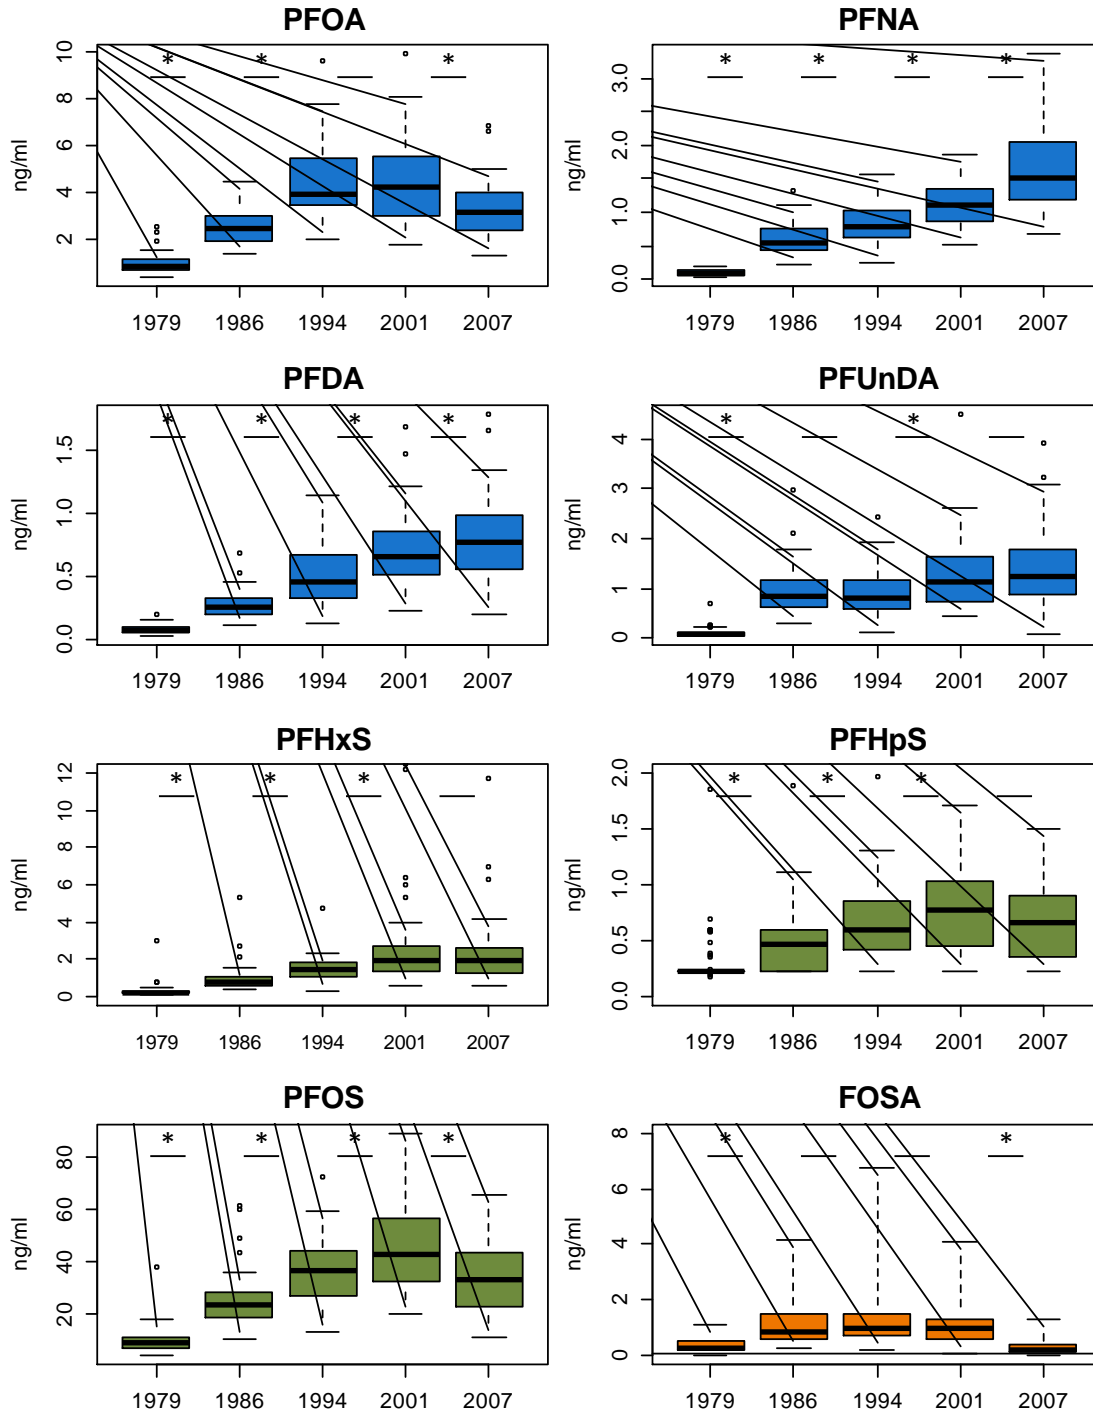 PFOA
PFNA
ng/ml
10
8
6
4
2
* * *
1979 1986 1994 2001 2007
3.0
2.0
1.0
0.0
* * * *
1979 1986 1994 2001 2007
PFDA
PFUnDA
ng/ml
1.5
1.0
0.5
0.0
* * * *
1979 1986 1994 2001 2007
ng/ml
4
3
2
1
0
* *
1979 1986 1994 2001 2007
PFHxS
PFHpS
ng/ml
12
10
8
6
4
2
0
* * *
1979 1986 1994 2001 2007
ng/ml
2.0
1.5
1.0
0.5
0.0
* * *
1979 1986 1994 2001 2007
PFOS
FOSA
ng/ml
80
60
40
20
* * * *
1979 1986 1994 2001 2007
ng/ml
8
6
4
2
0
* *
1979 1986 1994 2001 2007
ng/ml